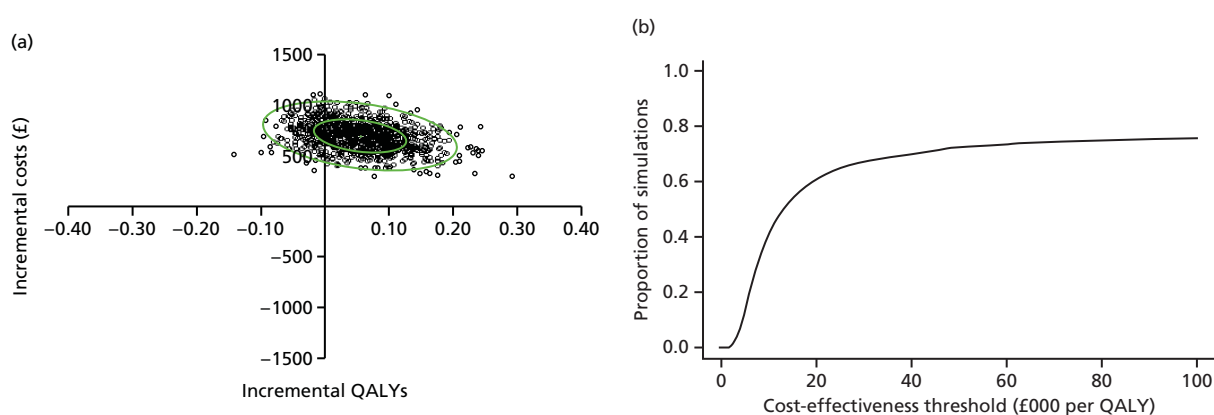 (a)
1500
1000
500
−0.40 −0.30 −0.20 −0.10 0.10 0.20 0.30 0.40
−500
−1000
−1500
Incremental costs (£)
Incremental QALYs
(b)
1.0
0.8
0.6
0.4
0.2
0.0
0 20 40 60 80 100
Proportion of simulations
Cost-effectiveness threshold (£000 per QALY)